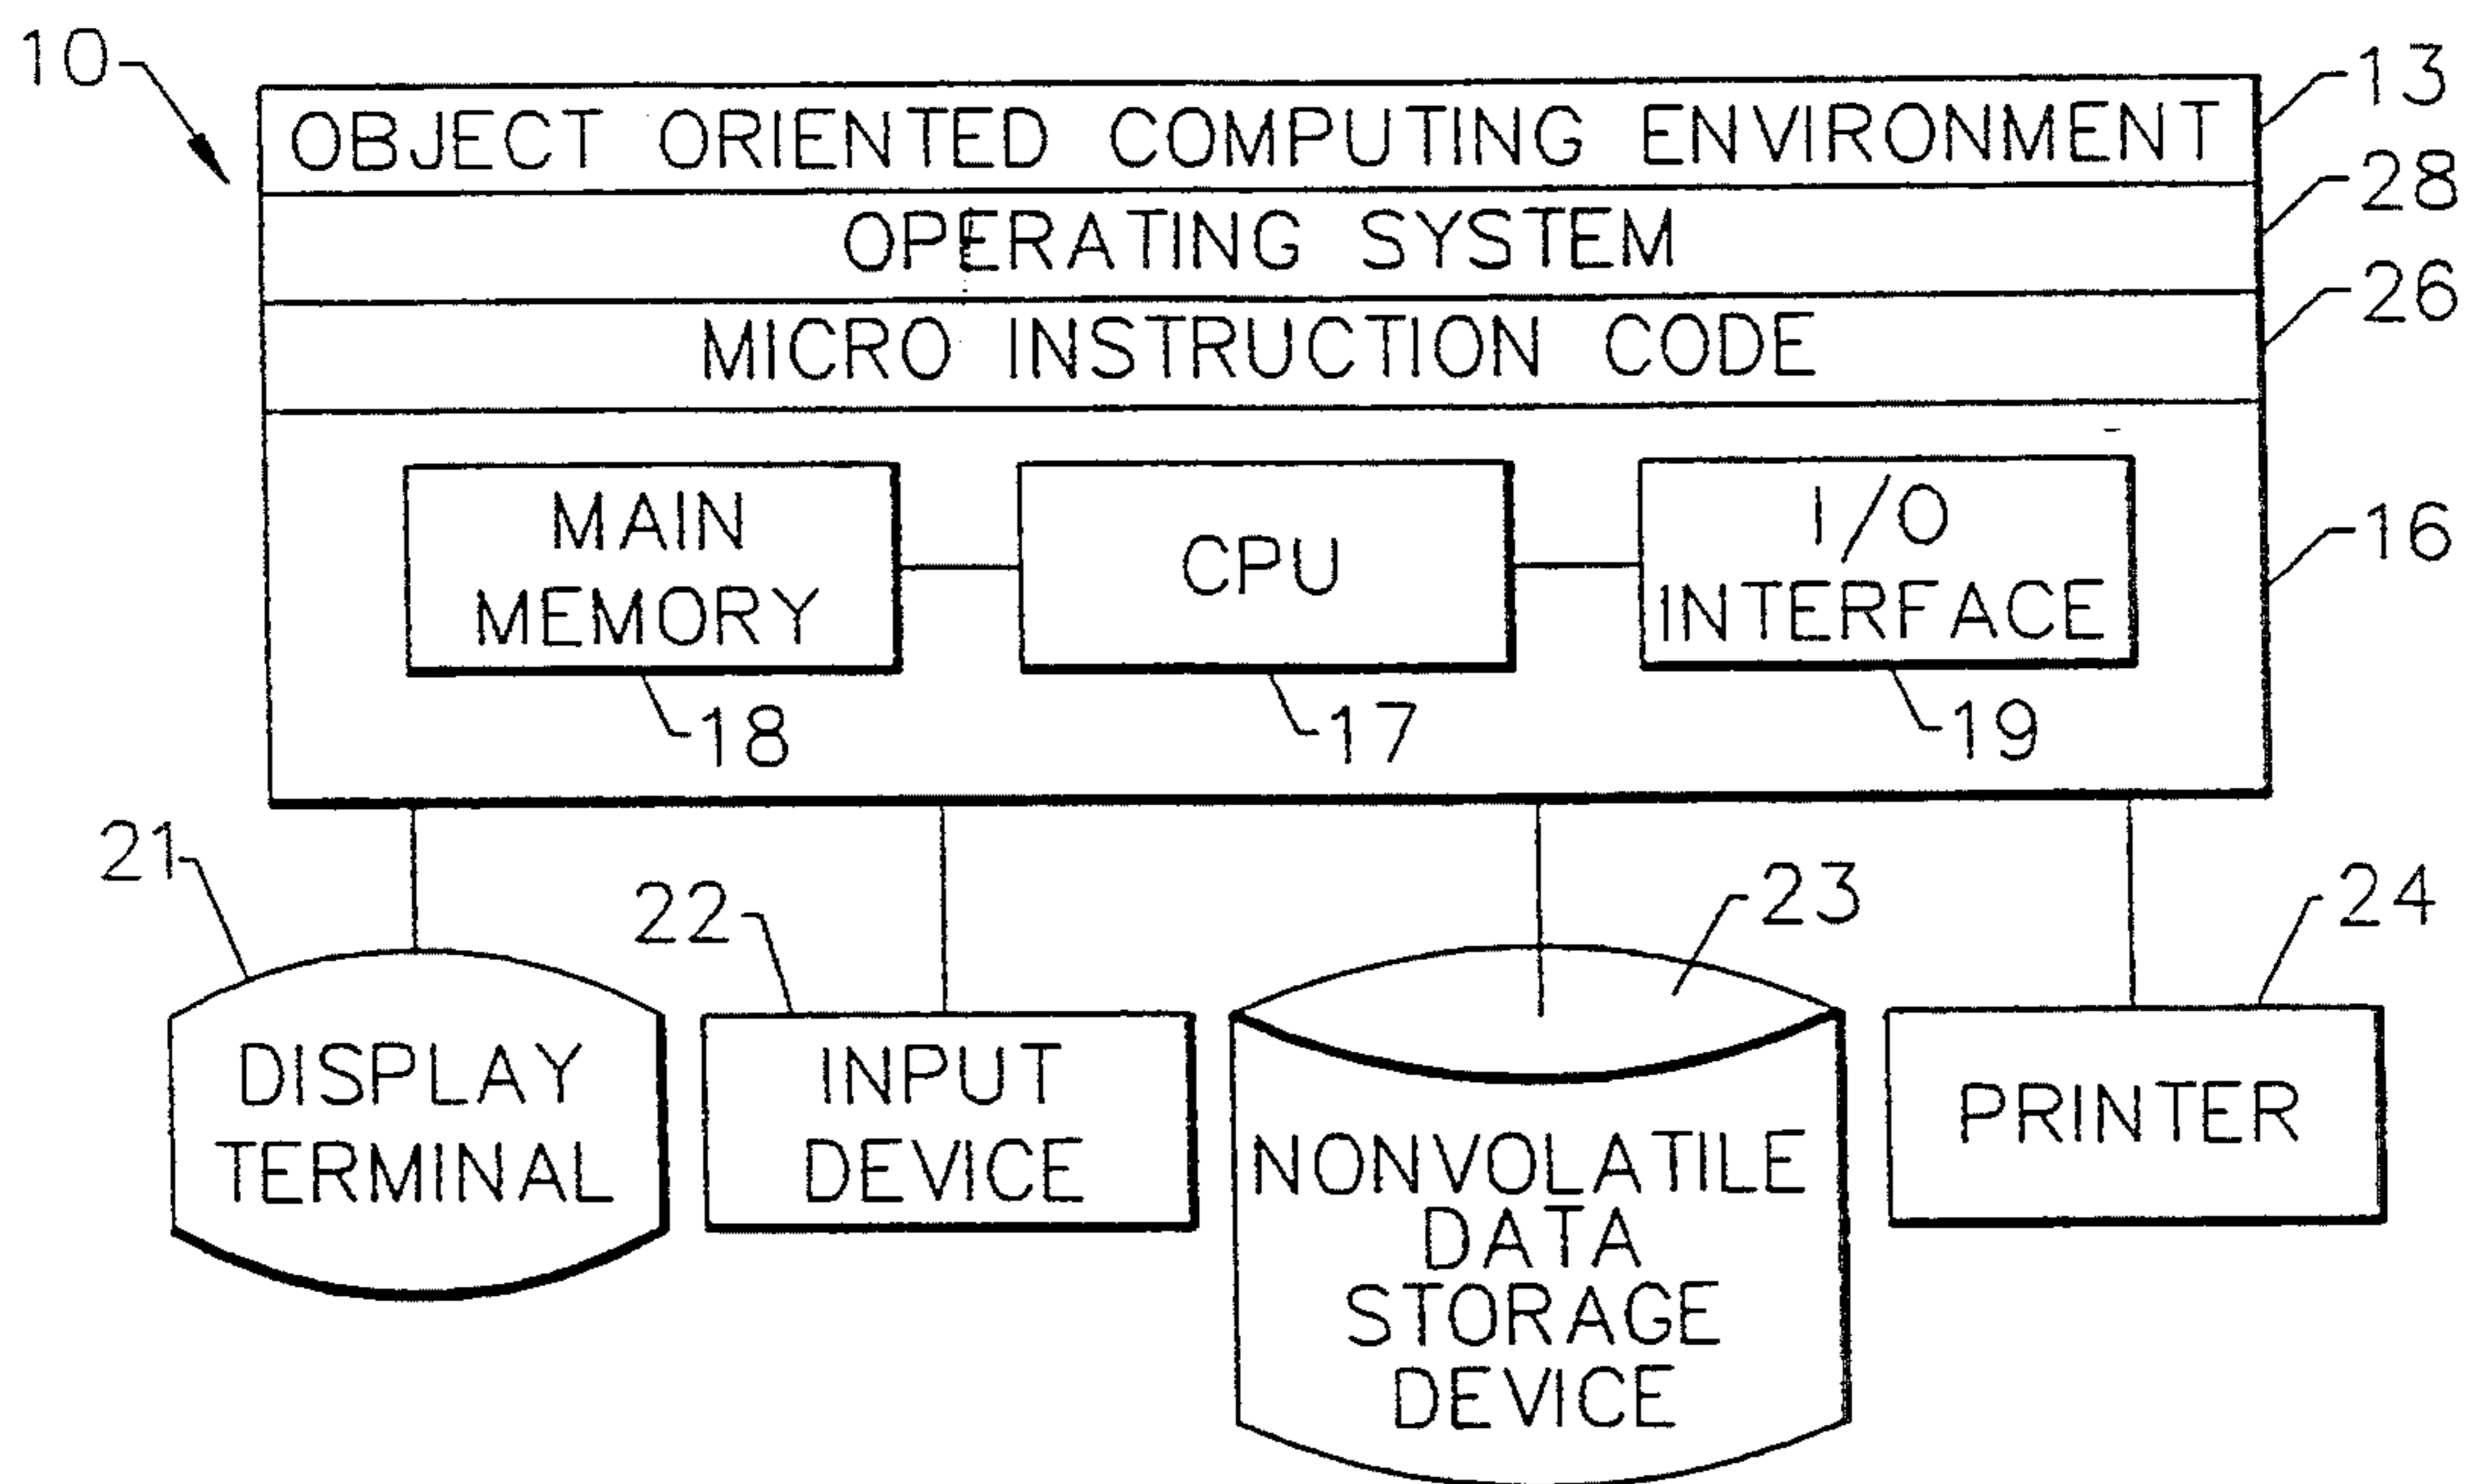 10
13
OBJECT ORIENTED COMPUTING ENVIRONMENT
28
OPERATING SYSTEM
26
MICRO INSTRUCTION CODE
MAIN
MEMORY
CPU
I/O
INTERFACE
16
18
17
19
21
22
23
24
DISPLAY
TERMINAL
INPUT
DEVICE
NONVOLATILE
DATA
STORAGE
DEVICE
PRINTER